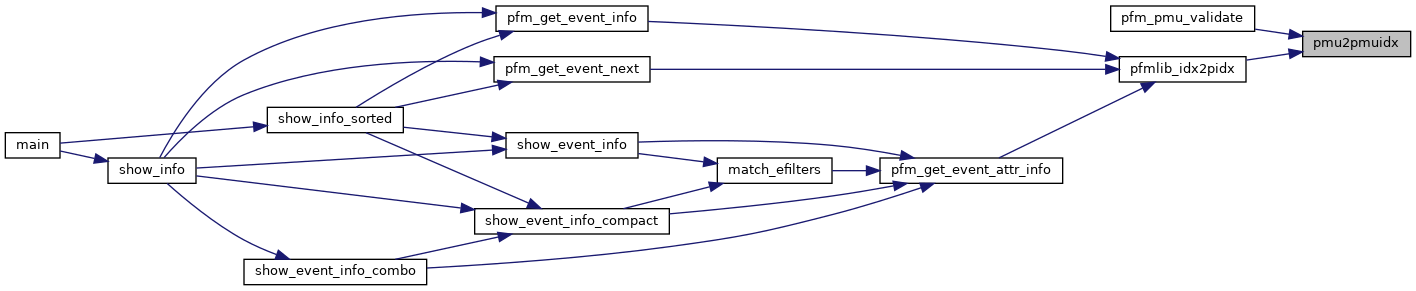 pfm_get_event_info
pfm_pmu_validate
pmu2pmuidx
pfm_get_event_next
pfmlib_idx2pidx
show_info_sorted
main
show_event_info
show_info
match_efilters
pfm_get_event_attr_info
show_event_info_compact
show_event_info_combo